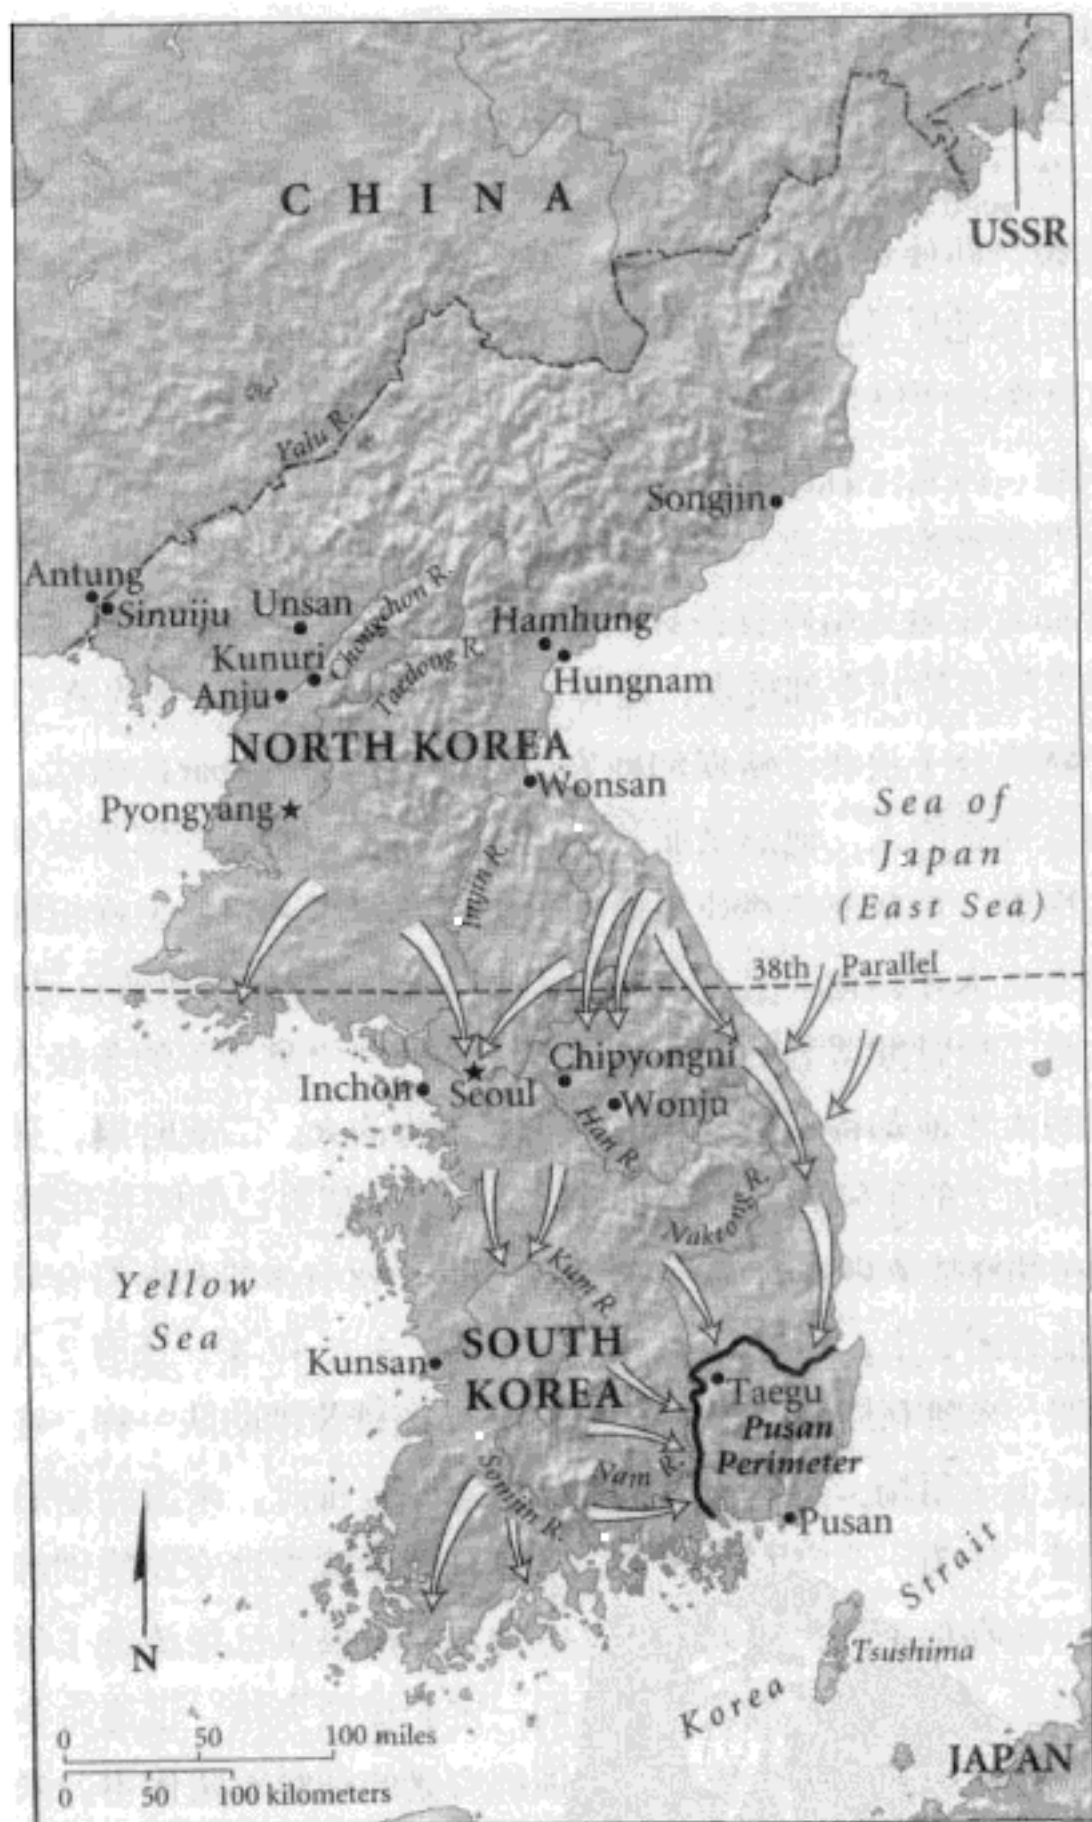 CHINA
USSR
Yalu R.
Songjin
Antung
Sinuiju
Unsan
Chongchon R.
Hamhung
Kunuri
Taedong R.
Anju
Hungnam
NORTH KOREA
Wonsan
Pyongyang
Sea of
Japan
(East Sea)
Imjin R.
38th Parallel
Chipyongni
Inchon
Seoul
Wonju
Han R.
Naktong R.
Yellow
Sea
Kum R.
SOUTH
KOREA
Kunsan
Taegu
Pusan
Perimeter
Nam R.
Somjin R.
Pusan
Korea Strait
Tsushima
N
0 50 100 miles
0 50 100 kilometers
JAPAN